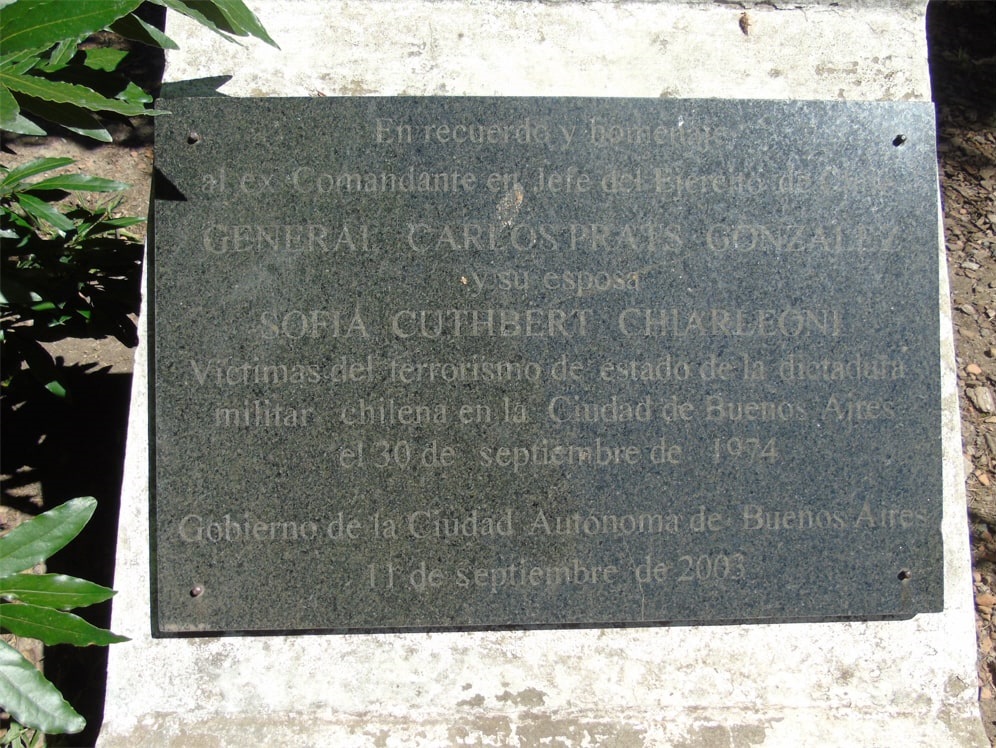 En recuerdo y homenaje
al ex Comandante en Jefe del Ejercito de Chile
GENERAL CARLOS PRATS GONZALEZ
y su esposa
SOFIA CUTHBERT CHIARLEONI
Víctimas del terrorismo de estado de la dictadura
militar chilena en la Ciudad de Buenos Aires
el 30 de septiembre de 1974
Gobierno de la Ciudad Autónoma de Buenos Aires
11 de septiembre de 2003